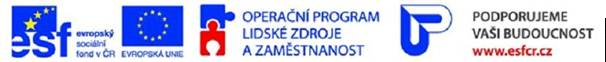 esf
evropský
sociální
fond v ČR
EVROPSKÁ UNIE
OPERAČNÍ PROGRAM
LIDSKÉ ZDROJE
A ZAMĚSTNANOST
PODPORUJEME
VAŠI BUDOUCNOST
www.esfcr.cz